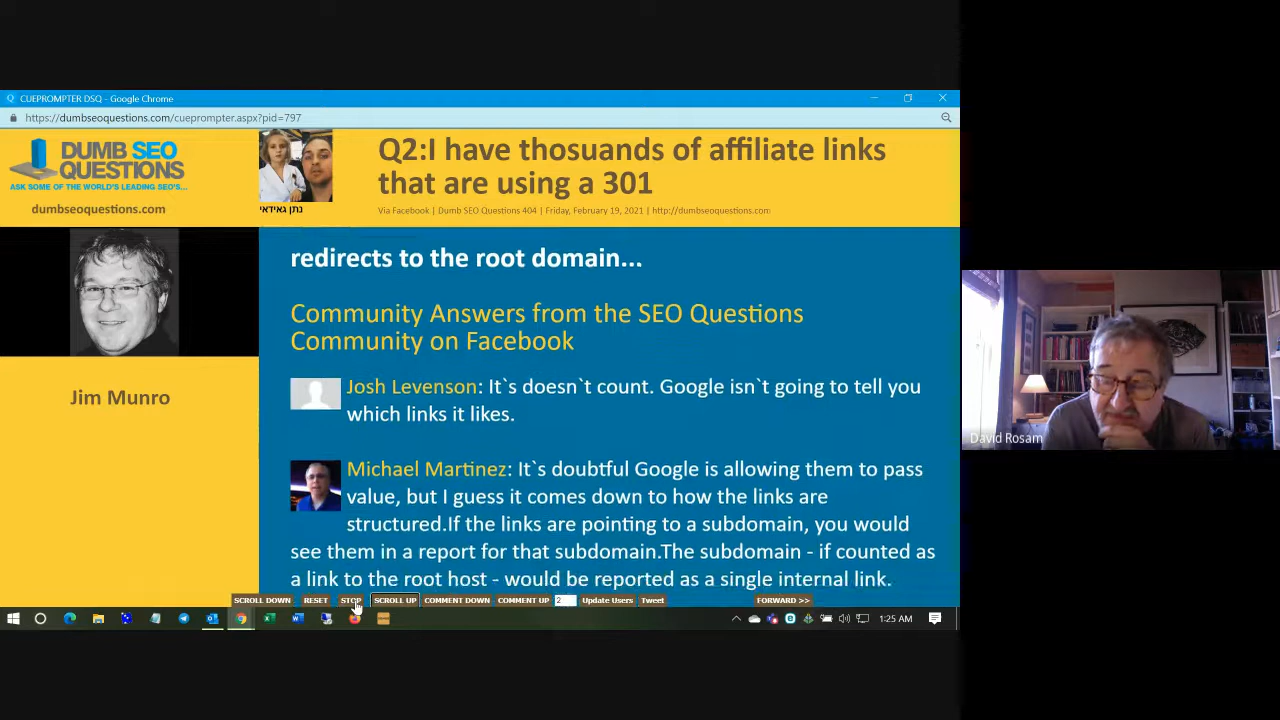 CUEPROMPTER DSQ - Google Chrome
https://dumbseoquestions.com/cueprompter.aspx?pid=797
DUMB SEO
QUESTIONS
ASK SOME OF THE WORLD'S LEADING SEO'S...
dumbseoquestions.com
נתן גאידאי
Q2:I have thosuands of affiliate links
that are using a 301
Via Facebook | Dumb SEO Questions 404 | Friday, February 19, 2021 | http://dumbseoquestions.com
Jim Munro
redirects to the root domain...
Community Answers from the SEO Questions
Community on Facebook
Josh Levenson: It`s doesn`t count. Google isn`t going to tell you
which links it likes.
Michael Martinez: It`s doubtful Google is allowing them to pass
value, but I guess it comes down to how the links are
structured.If the links are pointing to a subdomain, you would
see them in a report for that subdomain.The subdomain - if counted as
a link to the root host - would be reported as a single internal link.
SCROLL DOWN RESET STOP SCROLL UP COMMENT DOWN COMMENT UP 2 Update Users Tweet FORWARD >>
1:25 AM
David Rosam